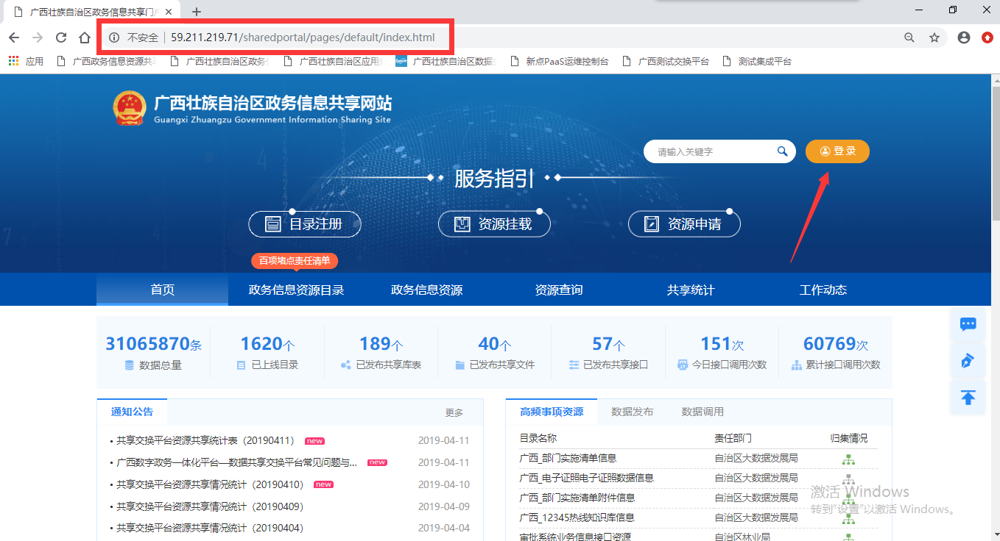 广西壮族自治区政务信息共享门户
不安全 59.211.219.71/sharedportal/pages/default/index.html
应用 广西政务信息资源共享 广西壮族自治区政务 广西壮族自治区应用 广西壮族自治区数据 新点PaaS运维控制台 广西测试交换平台 测试集成平台
广西壮族自治区政务信息共享网站
Guangxi Zhuangzu Government Information Sharing Site
请输入关键字 登录
服务指引
目录注册 资源挂载 资源申请
百项堵点责任清单
首页 政务信息资源目录 政务信息资源 资源查询 共享统计 工作动态
31065870条 1620个 189个 40个 57个 151次 60769次
数据总量 已上线目录 已发布共享库表 已发布共享文件 已发布共享接口 今日接口调用次数 累计接口调用次数
通知公告 更多 高频事项资源 数据发布 数据调用
目录名称 责任部门 归集情况
共享交换平台资源共享统计表（20190411） new 2019-04-11
广西数字政务一体化平台—数据共享交换平台常见问题与... new 2019-04-11
共享交换平台资源共享情况统计（20190410） new 2019-04-10
共享交换平台资源共享情况统计（20190409） 2019-04-09
共享交换平台资源共享情况统计（20190404） 2019-04-04
广西_部门实施清单信息 自治区大数据发展局
广西_电子证照电子证照数据信息 自治区大数据发展局
广西_部门实施清单附件信息 自治区大数据发展局
广西_12345热线知识库信息 自治区大数据发展局
审批系统业务信息接口资源 自治区林业局
激活 Windows
转到"设置"以激活 Windows。